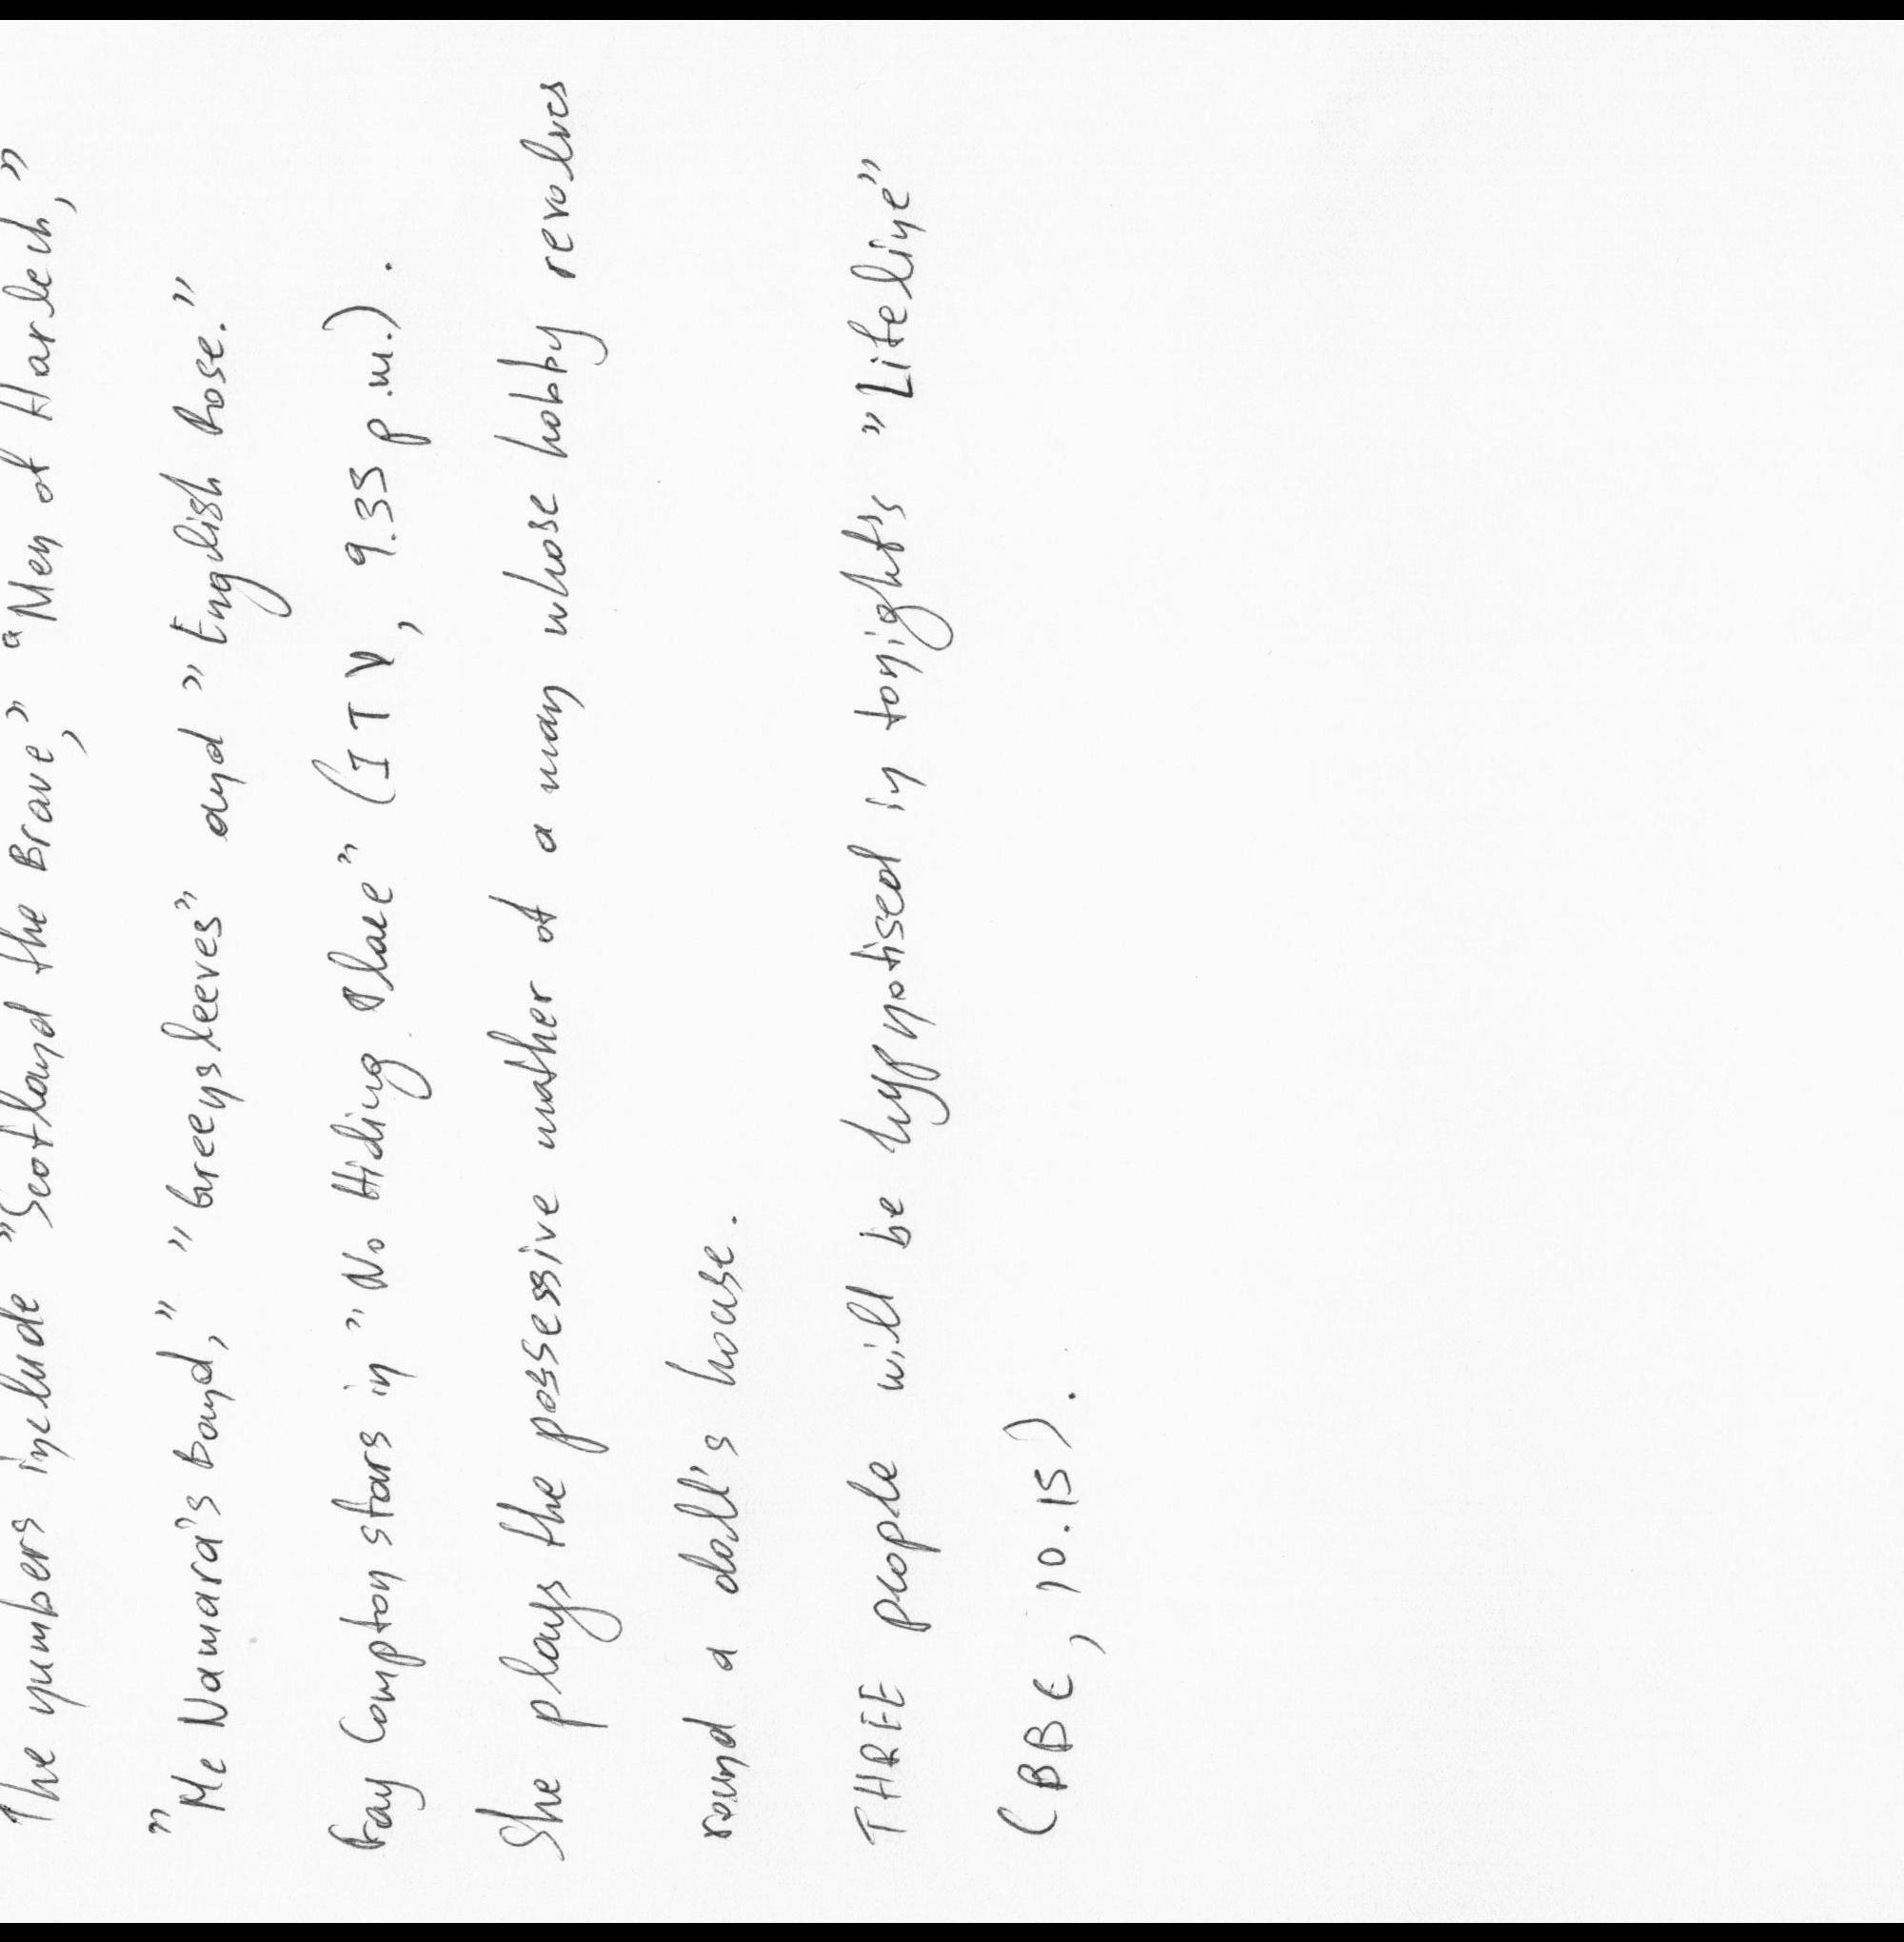 The numbers include "Scotland the Brave," "Men of Harlech,"
"Mc Namara's Band," "Greensleeves" and "English Rose."
Fay Compton stars in "No Hiding Place" (ITV, 9.35 p.m.).
She plays the possessive mother of a man whose hobby revolves
round a doll's house.
THREE people will be hypnotised in tonight's "Lifeline"
(BBC, 10.15).